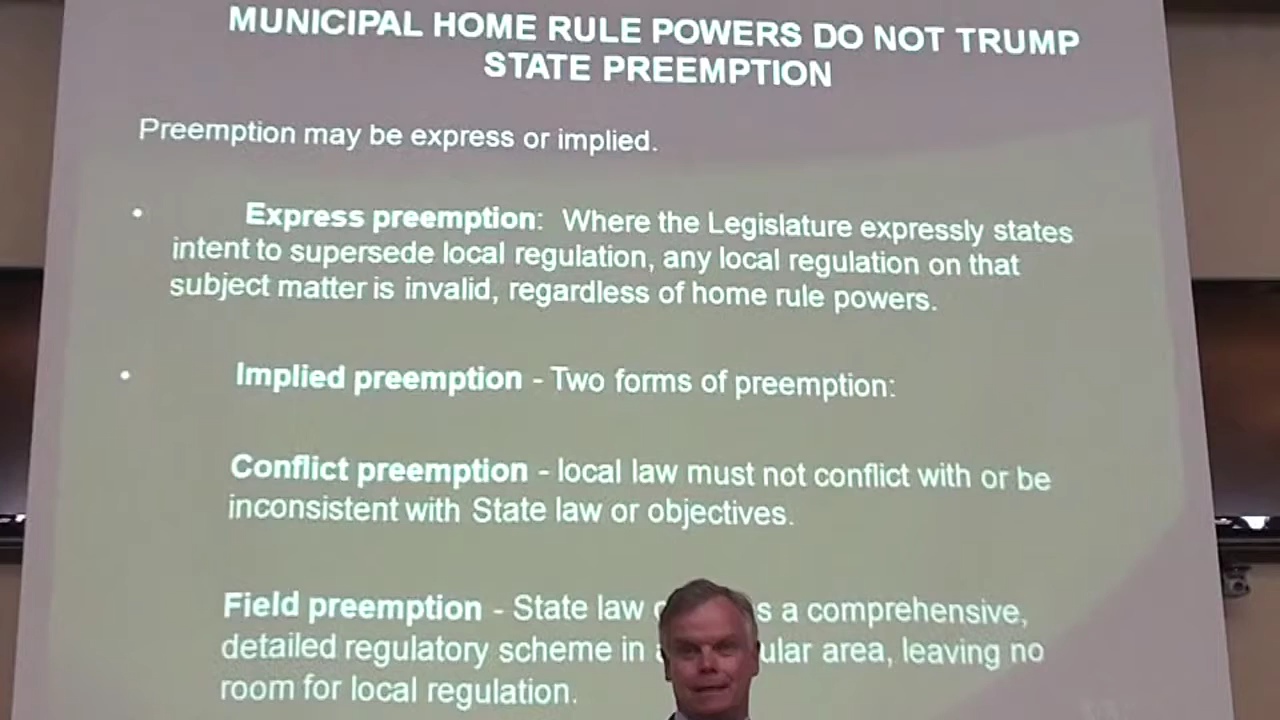 MUNICIPAL HOME RULE POWERS DO NOT TRUMP
STATE PREEMPTION
Preemption may be express or implied.
• Express preemption: Where the Legislature expressly states
intent to supersede local regulation, any local regulation on that
subject matter is invalid, regardless of home rule powers.
• Implied preemption - Two forms of preemption:
Conflict preemption - local law must not conflict with or be
inconsistent with State law or objectives.
Field preemption - State law a comprehensive,
detailed regulatory scheme in area, leaving no
room for local regulation.